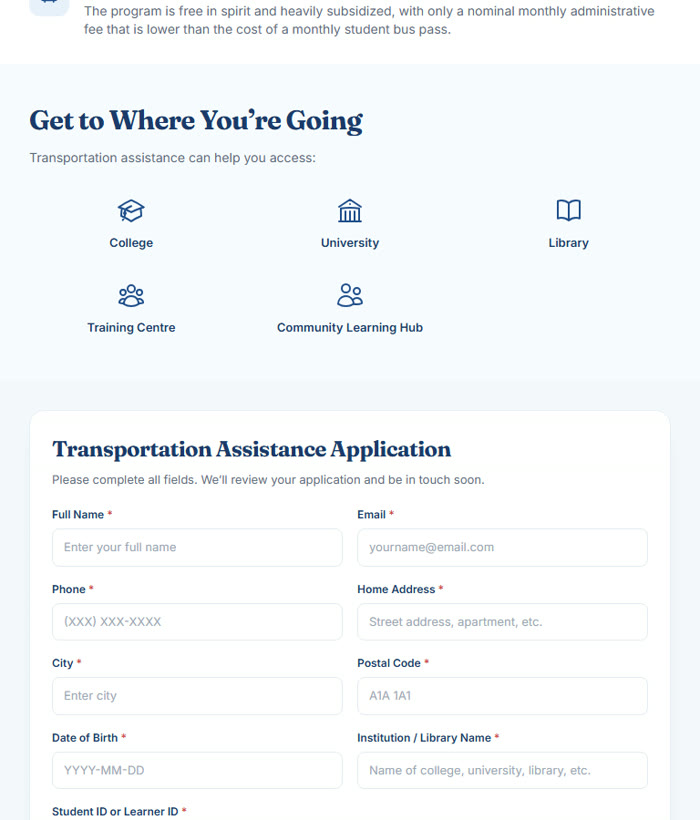 The program is free in spirit and heavily subsidized, with only a nominal monthly administrative
fee that is lower than the cost of a monthly student bus pass.
Get to Where You’re Going
Transportation assistance can help you access:
College
University
Library
Training Centre
Community Learning Hub
Transportation Assistance Application
Please complete all fields. We’ll review your application and be in touch soon.
Full Name *
Email *
Enter your full name
yourname@email.com
Phone *
Home Address *
(XXX) XXX-XXXX
Street address, apartment, etc.
City *
Postal Code *
Enter city
A1A 1A1
Date of Birth *
Institution / Library Name *
YYYY-MM-DD
Name of college, university, library, etc.
Student ID or Learner ID *